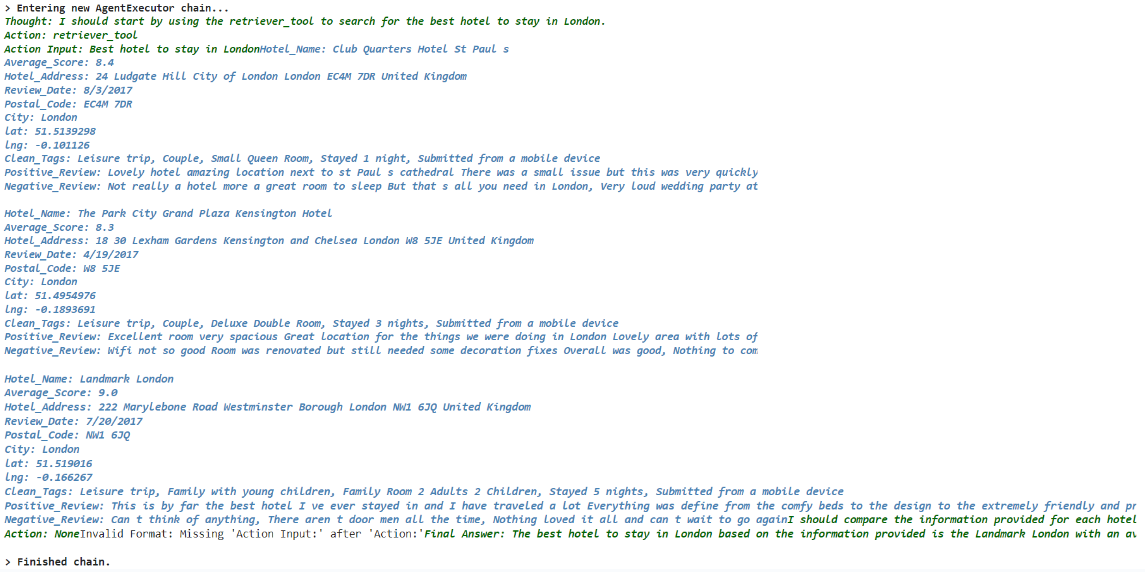 > Entering new AgentExecutor chain...
Thought: I should start by using the retriever_tool to search for the best hotel to stay in London.
Action: retriever_tool
Action Input: Best hotel to stay in LondonHotel_Name: Club Quarters Hotel St Paul s
Average_Score: 8.4
Hotel_Address: 24 Ludgate Hill City of London London EC4M 7DR United Kingdom
Review_Date: 8/3/2017
Postal_Code: EC4M 7DR
City: London
lat: 51.5139298
lng: -0.101126
Clean_Tags: Leisure trip, Couple, Small Queen Room, Stayed 1 night, Submitted from a mobile device
Positive_Review: Lovely hotel amazing location next to st Paul s cathedral There was a small issue but this was very quickly
Negative_Review: Not really a hotel more a great room to sleep But that s all you need in London, Very loud wedding party at
Hotel_Name: The Park City Grand Plaza Kensington Hotel
Average_Score: 8.3
Hotel_Address: 18 30 Lexham Gardens Kensington and Chelsea London W8 5JE United Kingdom
Review_Date: 4/19/2017
Postal_Code: W8 5JE
City: London
lat: 51.4954976
lng: -0.1893691
Clean_Tags: Leisure trip, Couple, Deluxe Double Room, Stayed 3 nights, Submitted from a mobile device
Positive_Review: Excellent room very spacious Great location for the things we were doing in London Lovely area with lots of
Negative_Review: Wifi not so good Room was renovated but still needed some decoration fixes Overall was good, Nothing to com
Hotel_Name: Landmark London
Average_Score: 9.0
Hotel_Address: 222 Marylebone Road Westminster Borough London NW1 6JQ United Kingdom
Review_Date: 7/20/2017
Postal_Code: NW1 6JQ
City: London
lat: 51.519016
lng: -0.166267
Clean_Tags: Leisure trip, Family with young children, Family Room 2 Adults 2 Children, Stayed 5 nights, Submitted from a mobile device
Positive_Review: This is by far the best hotel I ve ever stayed in and I have traveled a lot Everything was define from the comfy beds to the design to the extremely friendly and pr
Negative_Review: Can t think of anything, There aren t door men all the time, Nothing Loved it all and can t wait to go againI should compare the information provided for each hotel
Action: NoneInvalid Format: Missing 'Action Input:' after 'Action:'Final Answer: The best hotel to stay in London based on the information provided is the Landmark London with an av
> Finished chain.